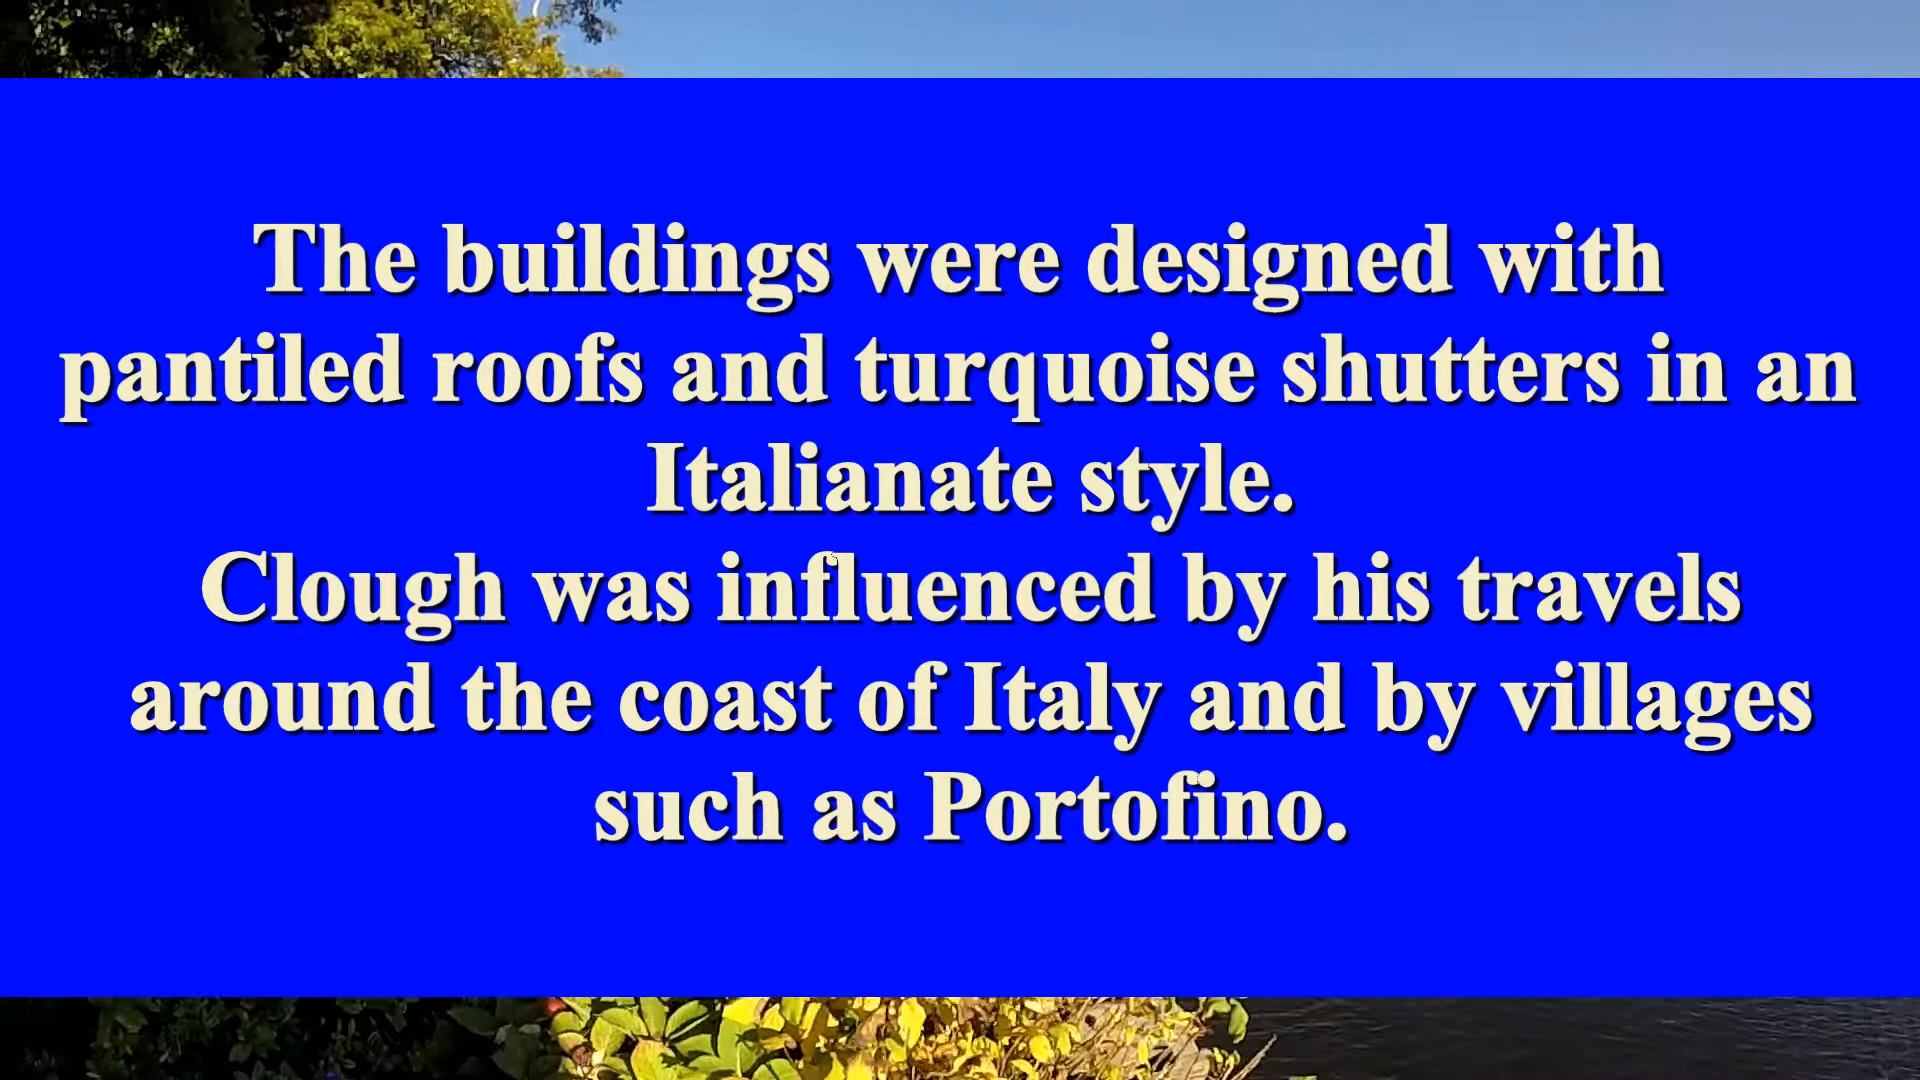 The buildings were designed with
pantiled roofs and turquoise shutters in an
Italianate style.
Clough was influenced by his travels
around the coast of Italy and by villages
such as Portofino.